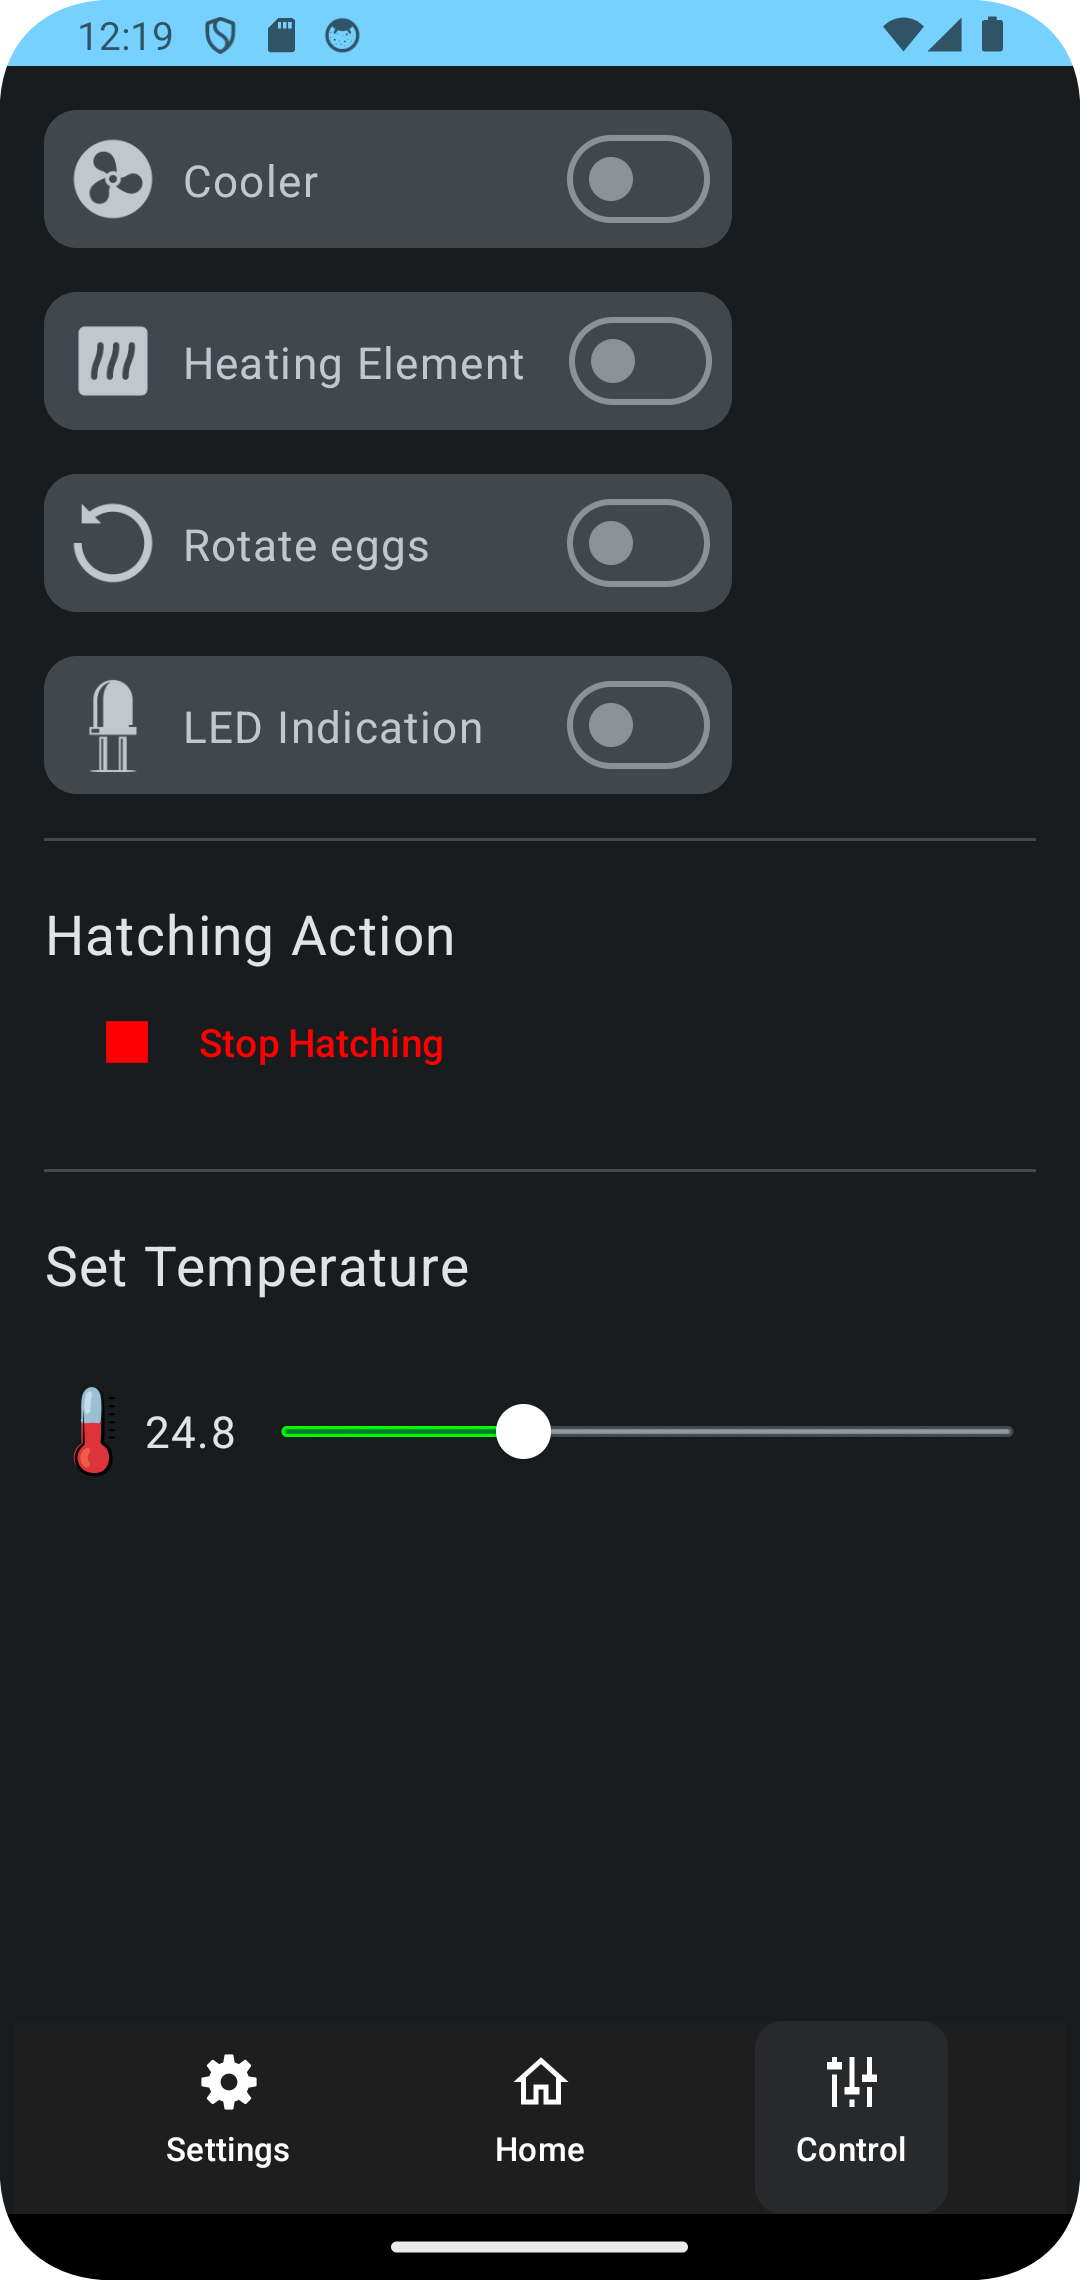 12:19
Cooler
Heating Element
Rotate eggs
LED Indication
Hatching Action
Stop Hatching
Set Temperature
24.8
Settings
Home
Control